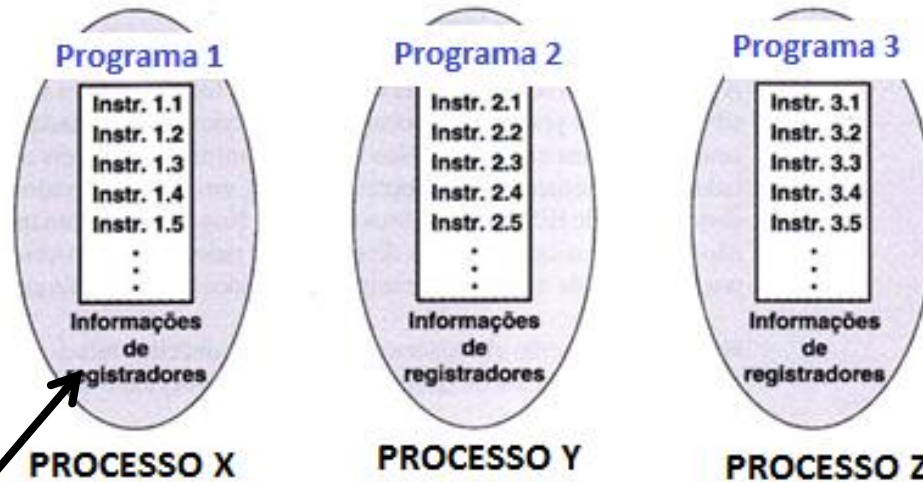 Programa 1
Instr. 1.1
Instr. 1.2
Instr. 1.3
Instr. 1.4
Instr. 1.5
Informações
de
registradores
PROCESSO X
Programa 2
Instr. 2.1
Instr. 2.2
Instr. 2.3
Instr. 2.4
Instr. 2.5
Informações
de
registradores
PROCESSO Y
Programa 3
Instr. 3.1
Instr. 3.2
Instr. 3.3
Instr. 3.4
Instr. 3.5
Informações
de
registradores
PROCESSO Z